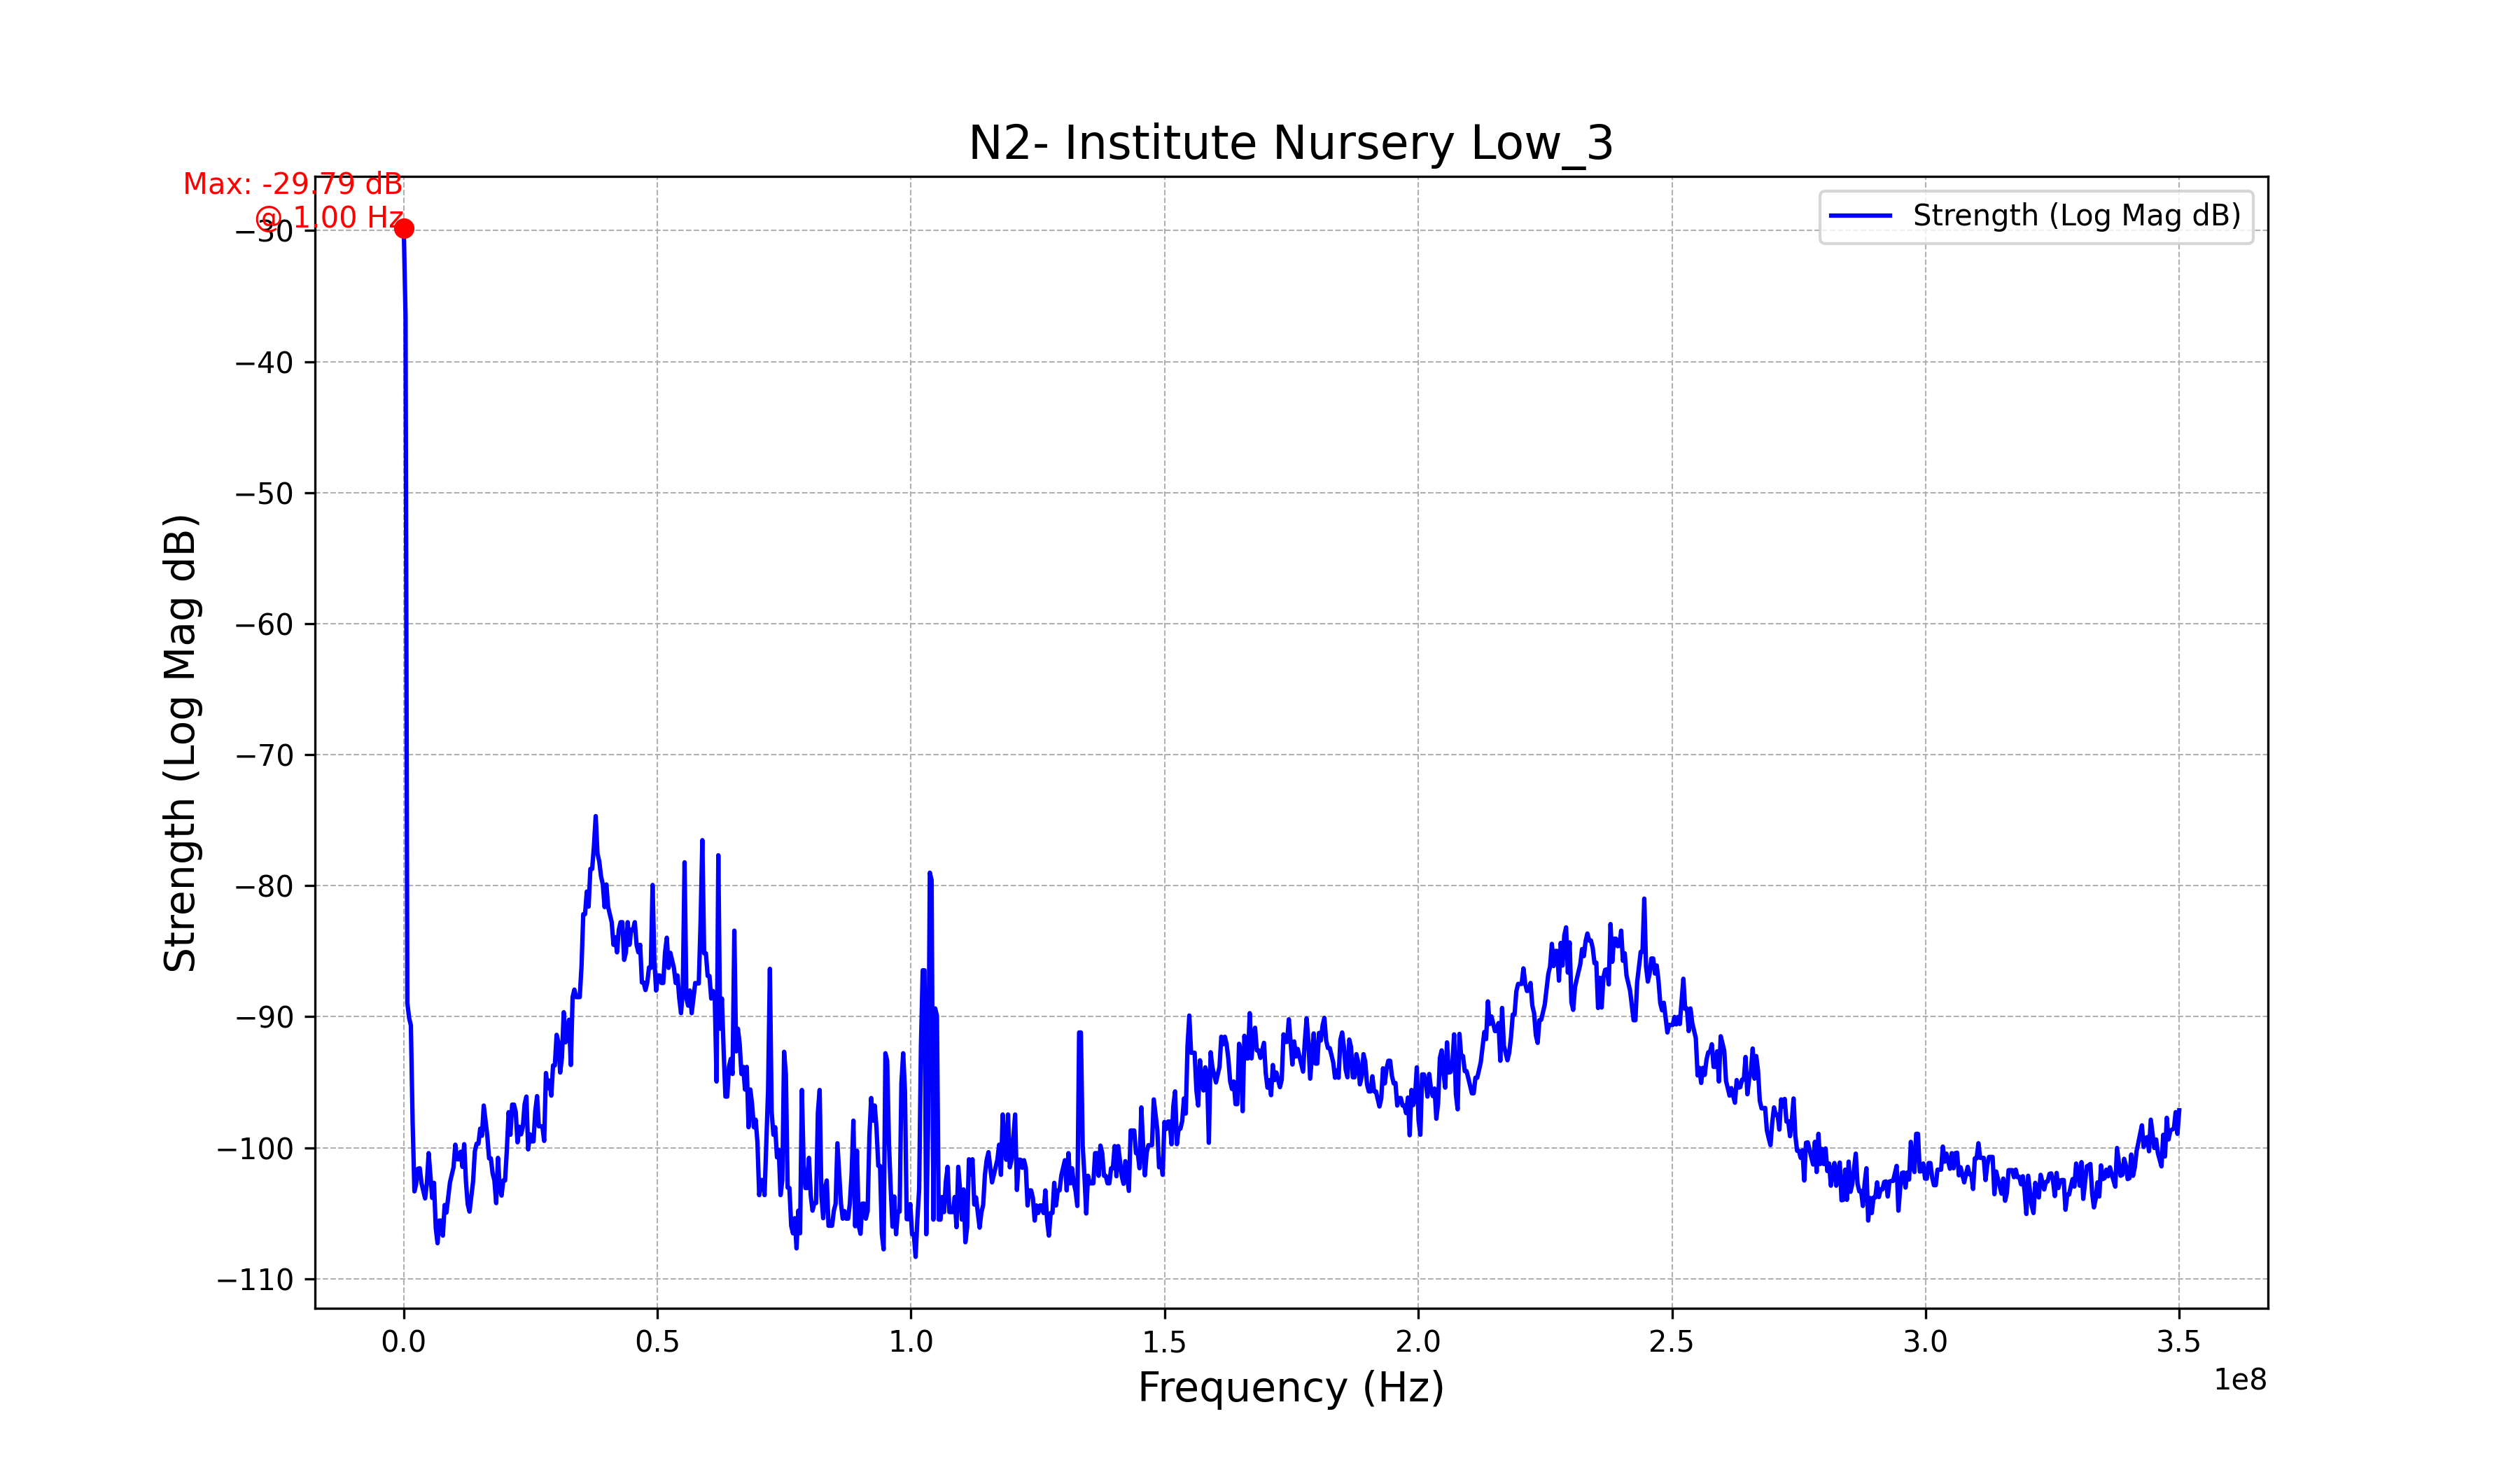 N2- Institute Nursery Low_3
Max: -29.79 dB
@ 1.00 Hz
Strength (Log Mag dB)
−30
−40
−50
−60
−70
−80
−90
−100
−110
Strength (Log Mag dB)
0.0 0.5 1.0 1.5 2.0 2.5 3.0 3.5
1e8
Frequency (Hz)